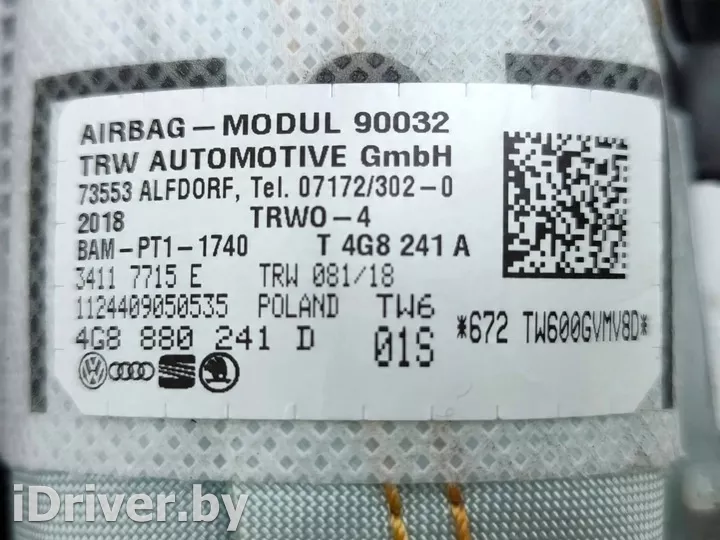 AIRBAG – MODUL 90032
TRW AUTOMOTIVE GmbH
73553 ALFDORF, Tel. 07172/302-0
2018 TRWO-4
BAM-PT1-1740 T 4G8 241 A
3411 7715 E TRW 081/18
1124409050535 POLAND TW6
4G8 880 241 D 01S *672 TW600GVMV8D*
iDriver.by